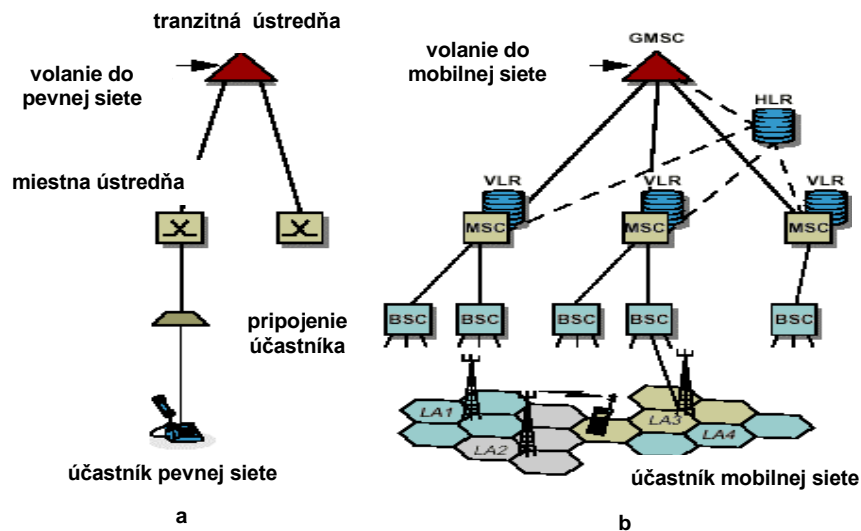 tranzitná ústredňa
volanie do
pevnej siete
miestna ústredňa
pripojenie
účastníka
účastník pevnej siete
a
volanie do
mobilnej siete
GMSC
HLR
VLR
VLR
VLR
MSC
MSC
MSC
BSC
BSC
BSC
BSC
BSC
LA1
LA2
LA3
LA4
účastník mobilnej siete
b